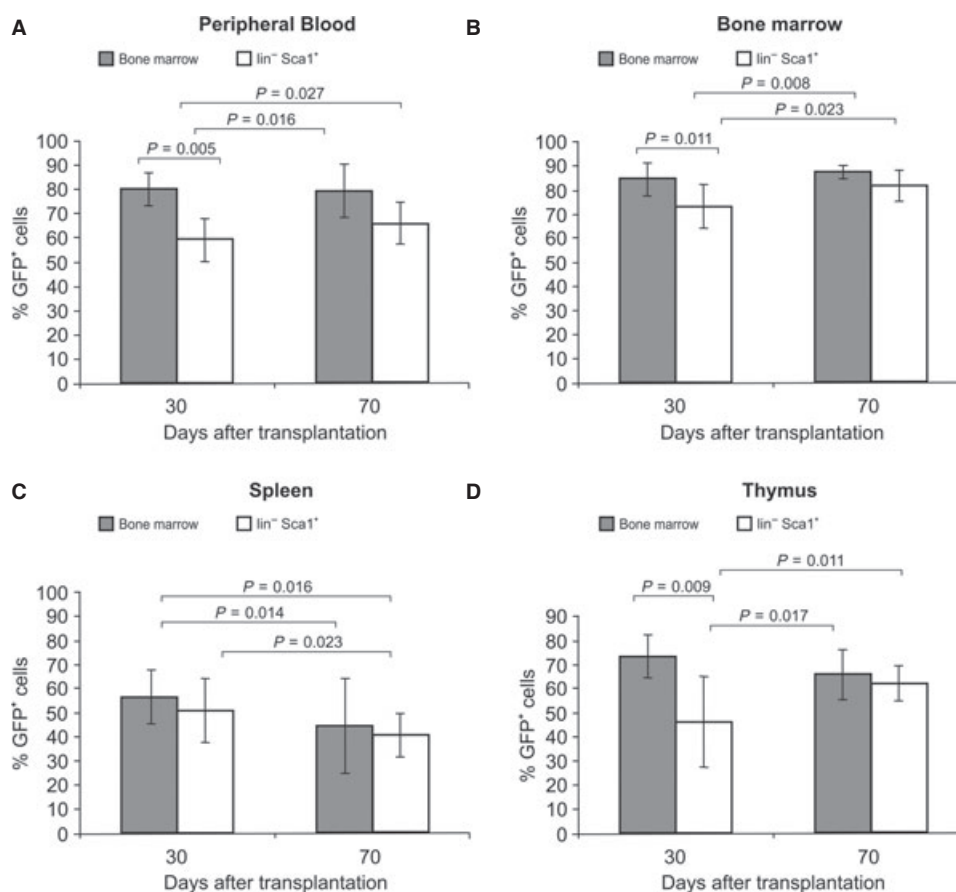 A
Peripheral Blood
Bone marrow
lin⁻ Sca1⁺
P = 0.027
P = 0.016
P = 0.005
100
90
80
70
60
50
40
30
20
10
0
% GFP⁺ cells
30
70
Days after transplantation
B
Bone marrow
Bone marrow
lin⁻ Sca1⁺
P = 0.008
P = 0.023
P = 0.011
100
90
80
70
60
50
40
30
20
10
0
% GFP⁺ cells
30
70
Days after transplantation
C
Spleen
Bone marrow
lin⁻ Sca1⁺
P = 0.016
P = 0.014
P = 0.023
100
90
80
70
60
50
40
30
20
10
0
% GFP⁺ cells
30
70
Days after transplantation
D
Thymus
Bone marrow
lin⁻ Sca1⁺
P = 0.011
P = 0.009
P = 0.017
90
80
70
60
50
40
30
20
10
0
% GFP⁺ cells
30
70
Days after transplantation